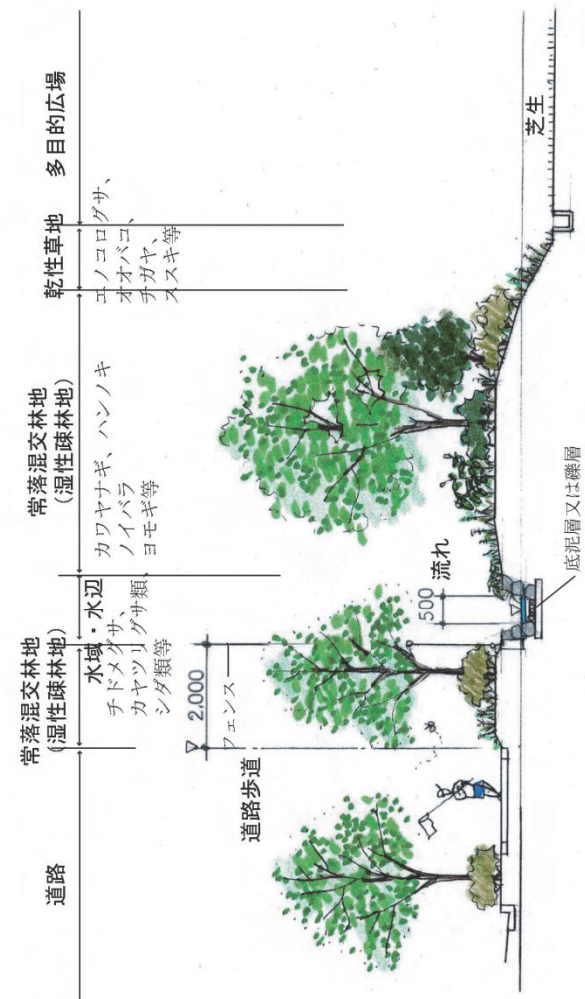 道路
常落混交林地
（湿性疎林地）
水域・水辺
チドメグサ、
カヤツリグサ類、
シダ類等
常落混交林地
（湿性疎林地）
カワヤナギ、ハンノキ
ノイバラ
ヨモギ等
乾性草地
エノコログサ、
オオバコ、
チガヤ、
ススキ等
多目的広場
2,000
フェンス
道路歩道
流れ
500
底泥層又は礫層
芝生